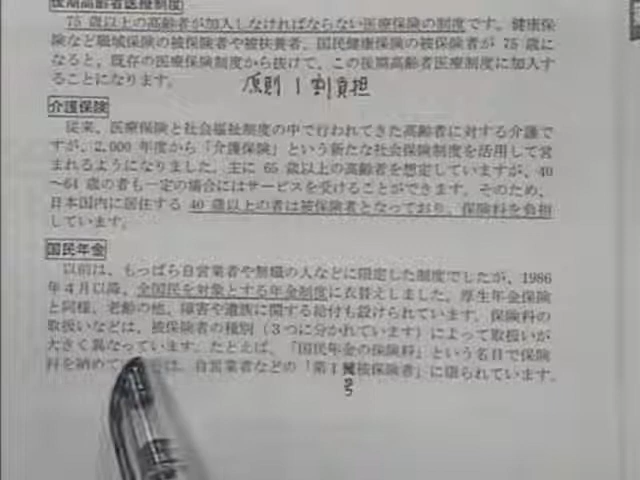 後期高齢者医療制度
75 歳以上の高齢者が加入しなければならない医療保険の制度です。健康保
険など職域保険の被保険者や被扶養者、国民健康保険の被保険者が 75 歳に
なると、既存の医療保険制度から抜けて、この後期高齢者医療制度に加入す
ることになります。
原則 1 割負担
介護保険
従来、医療保険と社会福祉制度の中で行われてきた高齢者に対する介護で
すが、2,000 年度から「介護保険」という新たな社会保険制度を活用して営
まれるようになりました。主に 65 歳以上の高齢者を想定していますが、40
～64 歳の者も一定の場合にはサービスを受けることができます。そのため、
日本国内に居住する 40 歳以上の者は被保険者となっており、保険料を負担
しています。
国民年金
以前は、もっぱら自営業者や無職の人などに限定した制度でしたが、1986
年4月以降、全国民を対象とする年金制度に衣替えしました。厚生年金保険
と同様、老齢の他、障害や遺族に関する給付も設けられています。保険料の
取扱いなどは、被保険者の種別（3つに分かれています）によって取扱いが
大きく異なっています。たとえば、「国民年金の保険料」という名目で保険
料を納めて は、自営業者などの「第1 被保険者」に限られています。
号